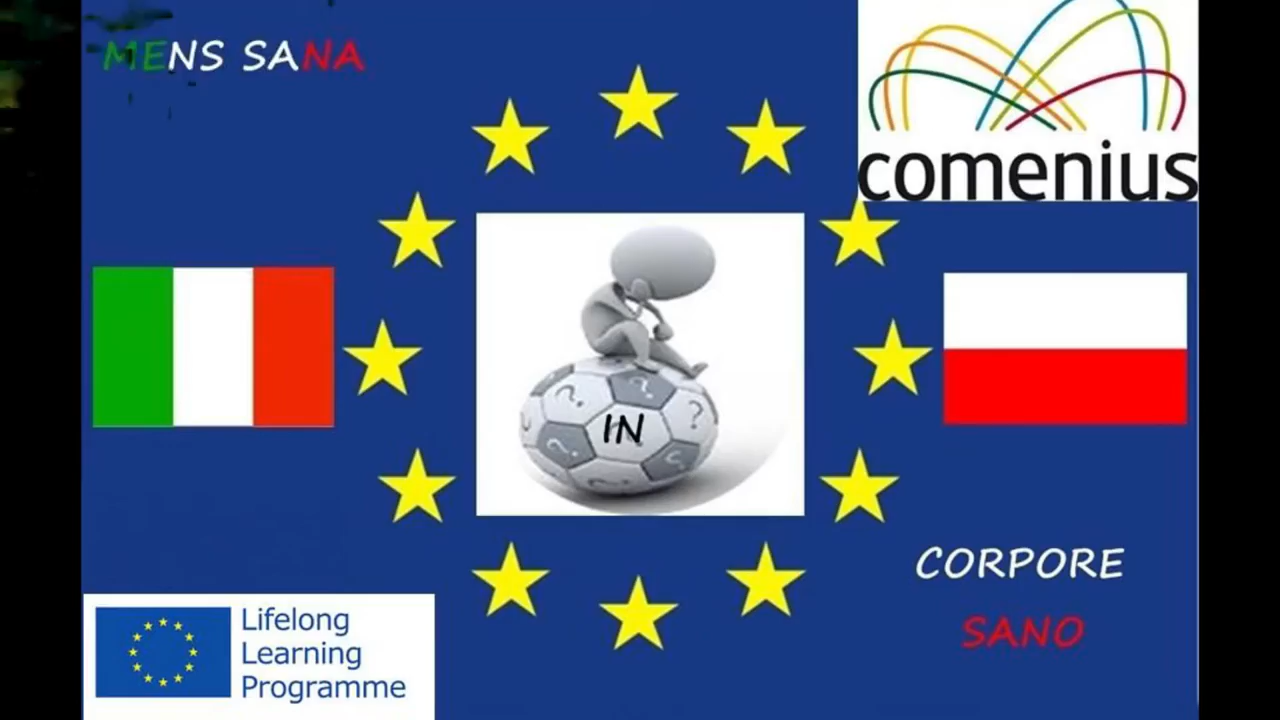 MENS SANA
comenius
IN
CORPORE
SANO
Lifelong
Learning
Programme